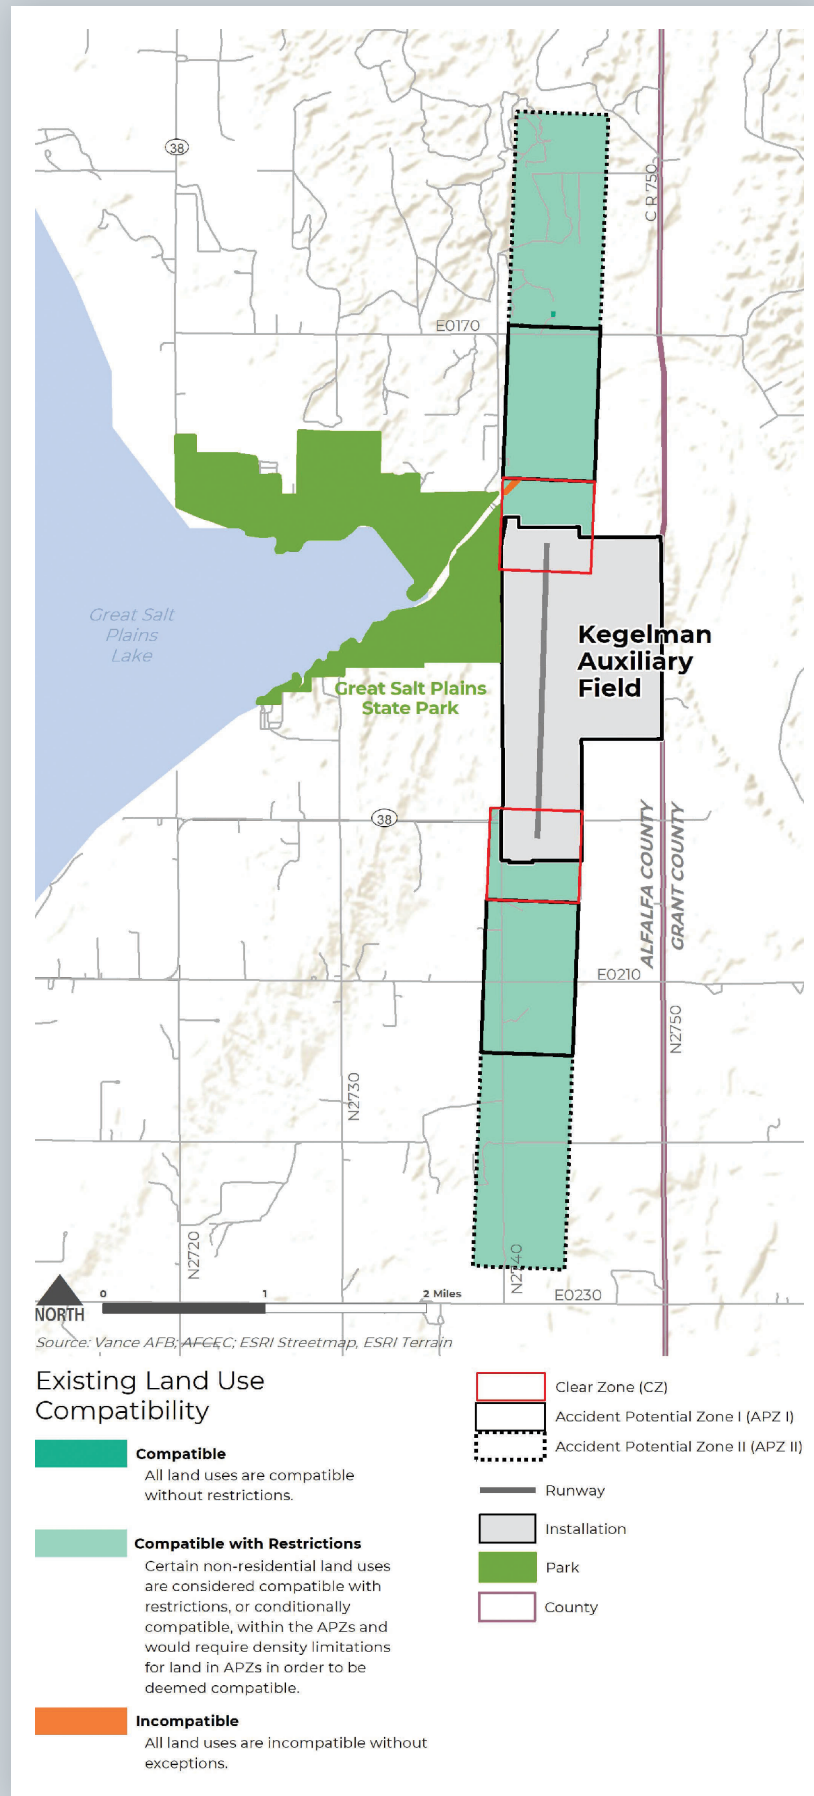 38
C R 750
E0170
Great Salt
Plains
Lake
Kegelman
Auxiliary
Field
Great Salt Plains
State Park
38
ALFALFA COUNTY
GRANT COUNTY
E0210
N2750
N2730
N2720
N2740
E0230
0 1 2 Miles
NORTH
Source: Vance AFB; AFCEC; ESRI Streetmap, ESRI Terrain
Existing Land Use
Compatibility
Compatible
All land uses are compatible
without restrictions.
Compatible with Restrictions
Certain non-residential land uses
are considered compatible with
restrictions, or conditionally
compatible, within the APZs and
would require density limitations
for land in APZs in order to be
deemed compatible.
Incompatible
All land uses are incompatible without
exceptions.
Clear Zone (CZ)
Accident Potential Zone I (APZ I)
Accident Potential Zone II (APZ II)
Runway
Installation
Park
County